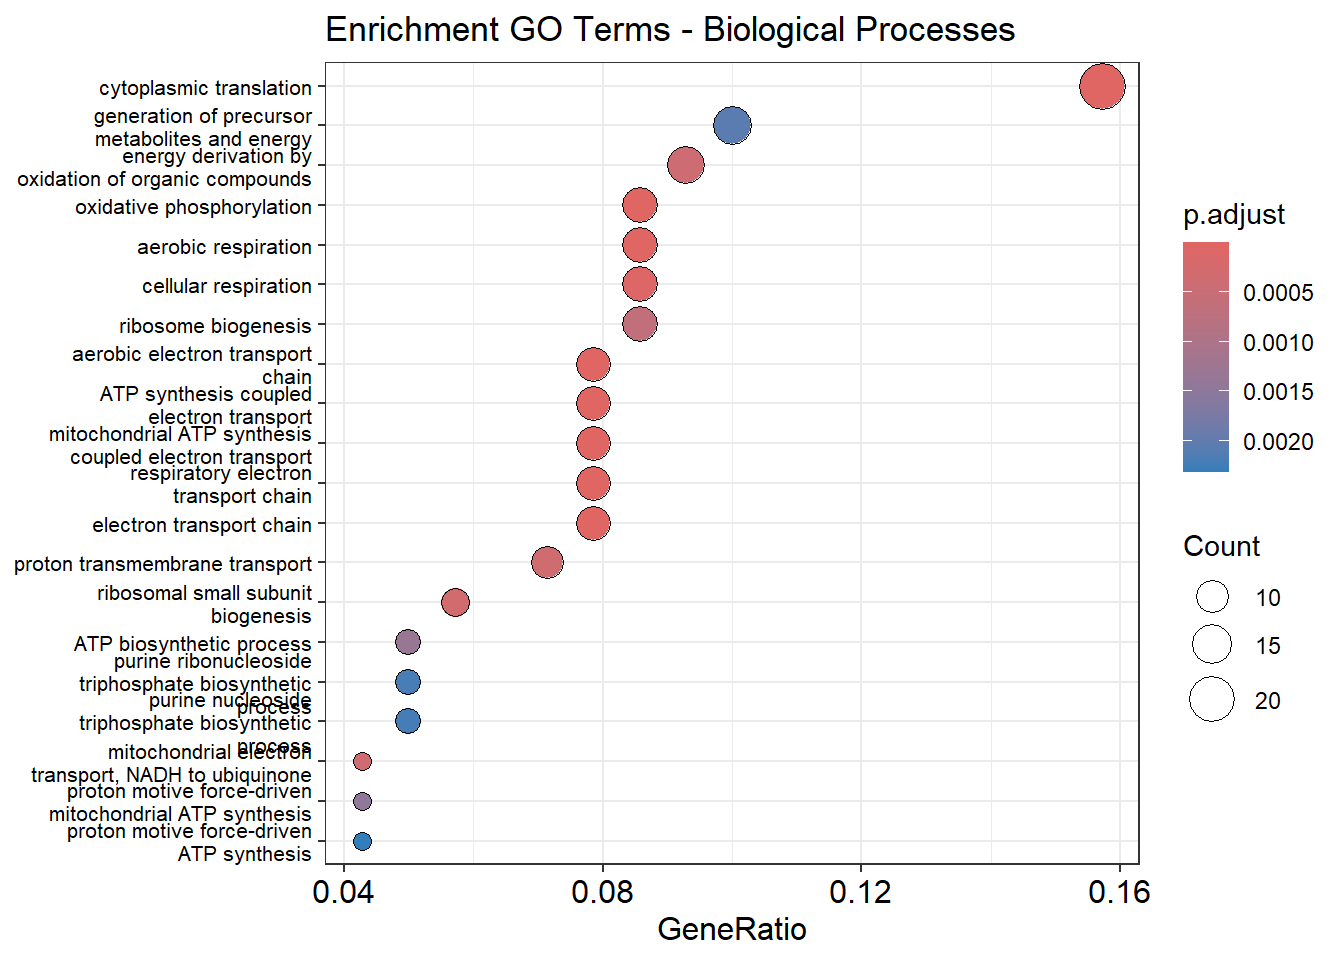 Enrichment GO Terms - Biological Processes
cytoplasmic translation
generation of precursor
metabolites and energy
energy derivation by
oxidation of organic compounds
oxidative phosphorylation
aerobic respiration
cellular respiration
ribosome biogenesis
aerobic electron transport
chain
ATP synthesis coupled
electron transport
mitochondrial ATP synthesis
coupled electron transport
respiratory electron
transport chain
electron transport chain
proton transmembrane transport
ribosomal small subunit
biogenesis
ATP biosynthetic process
purine ribonucleoside
triphosphate biosynthetic
process
purine nucleoside
triphosphate biosynthetic
process
mitochondrial electron
transport, NADH to ubiquinone
proton motive force-driven
mitochondrial ATP synthesis
proton motive force-driven
ATP synthesis
0.04
0.08
0.12
0.16
GeneRatio
p.adjust
0.0005
0.0010
0.0015
0.0020
Count
10
15
20